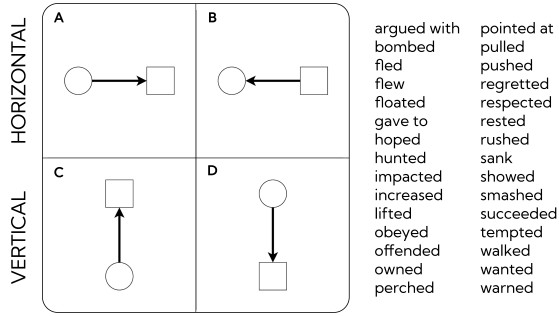 HORIZONTAL
VERTICAL
A
B
C
D
argued with
bombed
fled
flew
floated
gave to
hoped
hunted
impacted
increased
lifted
obeyed
offended
owned
perched
pointed at
pulled
pushed
regretted
respected
rested
rushed
sank
showed
smashed
succeeded
tempted
walked
wanted
warned